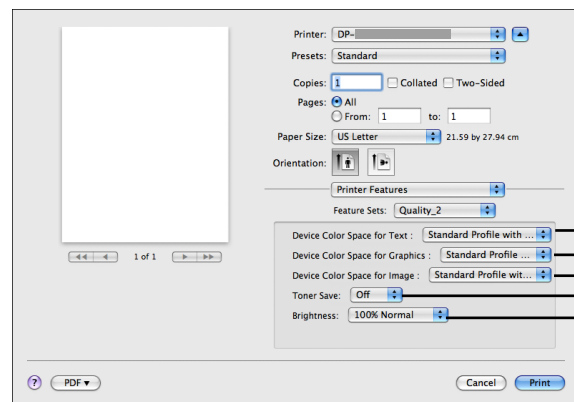 Printer: DP-
Presets: Standard
Copies: 1 Collated Two-Sided
Pages: All
From: 1 to: 1
Paper Size: US Letter 21.59 by 27.94 cm
Orientation:
Printer Features
Feature Sets: Quality_2
Device Color Space for Text : Standard Profile with ...
1 of 1
Device Color Space for Graphics : Standard Profile ...
Device Color Space for Image : Standard Profile wit...
Toner Save: Off
Brightness: 100% Normal
? PDF ▾ Cancel Print